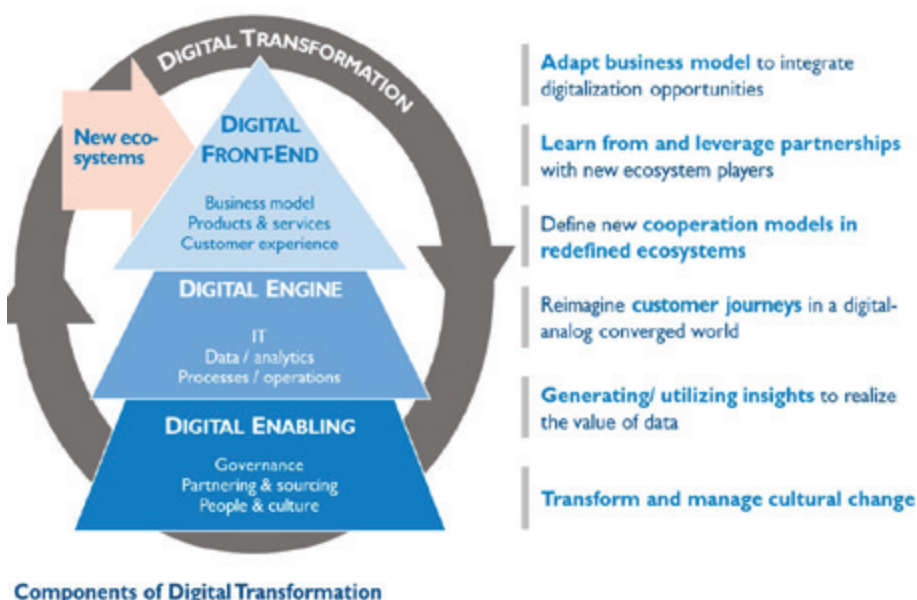 DIGITAL TRANSFORMATION
New eco-
systems
DIGITAL
FRONT-END
Business model
Products & services
Customer experience
DIGITAL ENGINE
IT
Data / analytics
Processes / operations
DIGITAL ENABLING
Governance
Partnering & sourcing
People & culture
Adapt business model to integrate
digitalization opportunities
Learn from and leverage partnerships
with new ecosystem players
Define new cooperation models in
redefined ecosystems
Reimagine customer journeys in a digital-
analog converged world
Generating/ utilizing insights to realize
the value of data
Transform and manage cultural change
Components of Digital Transformation